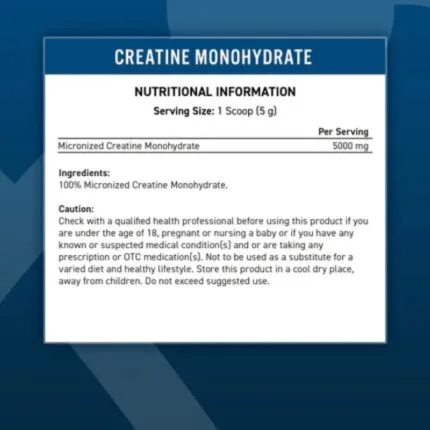 CREATINE MONOHYDRATE
NUTRITIONAL INFORMATION
Serving Size: 1 Scoop (5 g)
Per Serving
Micronized Creatine Monohydrate 5000 mg
Ingredients:
100% Micronized Creatine Monohydrate.
Caution:
Check with a qualified health professional before using this product if you
are under the age of 18, pregnant or nursing a baby or if you have any
known or suspected medical condition(s) and or are taking any
prescription or OTC medication(s). Not to be used as a substitute for a
varied diet and healthy lifestyle. Store this product in a cool dry place,
away from children. Do not exceed suggested use.